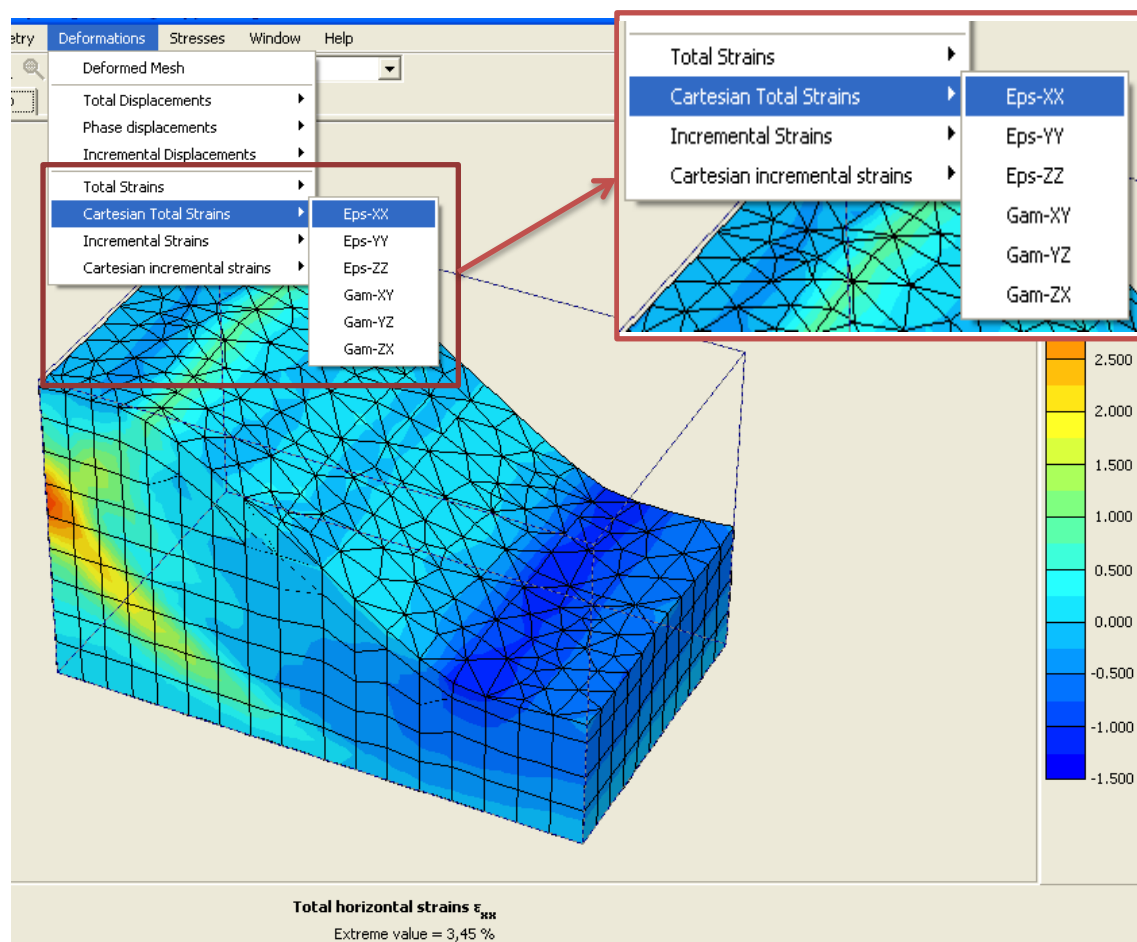 etry Deformations Stresses Window Help
Deformed Mesh
Total Displacements
Phase displacements
Incremental Displacements
Total Strains
Cartesian Total Strains
Incremental Strains
Cartesian incremental strains
Eps-XX
Eps-YY
Eps-ZZ
Gam-XY
Gam-YZ
Gam-ZX
Total Strains
Cartesian Total Strains
Incremental Strains
Cartesian incremental strains
Eps-XX
Eps-YY
Eps-ZZ
Gam-XY
Gam-YZ
Gam-ZX
2.500
2.000
1.500
1.000
0.500
0.000
-0.500
-1.000
-1.500
Total horizontal strains εxx
Extreme value = 3,45 %